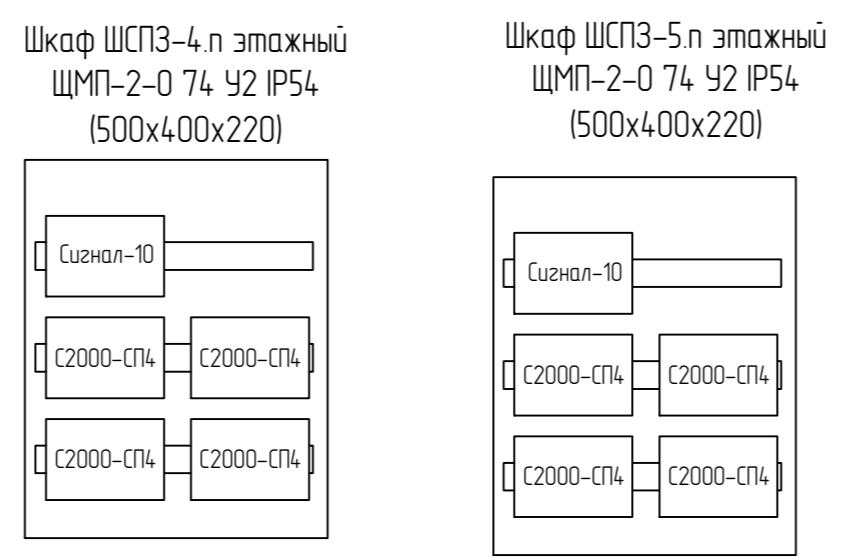 Шкаф ШСПЗ-4.п этажный
ЩМП-2-0 74 У2 IP54
(500х400х220)
Сигнал-10
С2000-СП4 С2000-СП4
С2000-СП4 С2000-СП4
Шкаф ШСПЗ-5.п этажный
ЩМП-2-0 74 У2 IP54
(500х400х220)
Сигнал-10
С2000-СП4 С2000-СП4
С2000-СП4 С2000-СП4